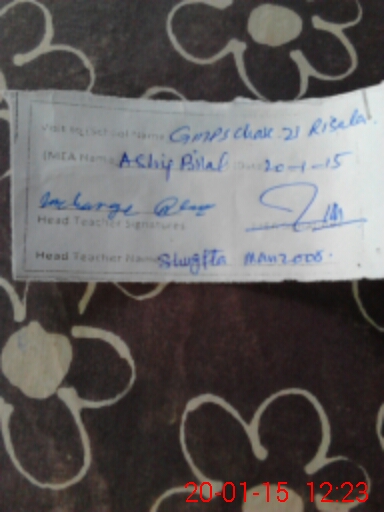 Visit to School Name GMPS Chak 21 Risala
(MEA Name Ashiq Bilal Date 20-1-15
Incharge
Head Teacher Signatures
Head Teacher Name Shugfta Manzoor.
20-01-15 12:23